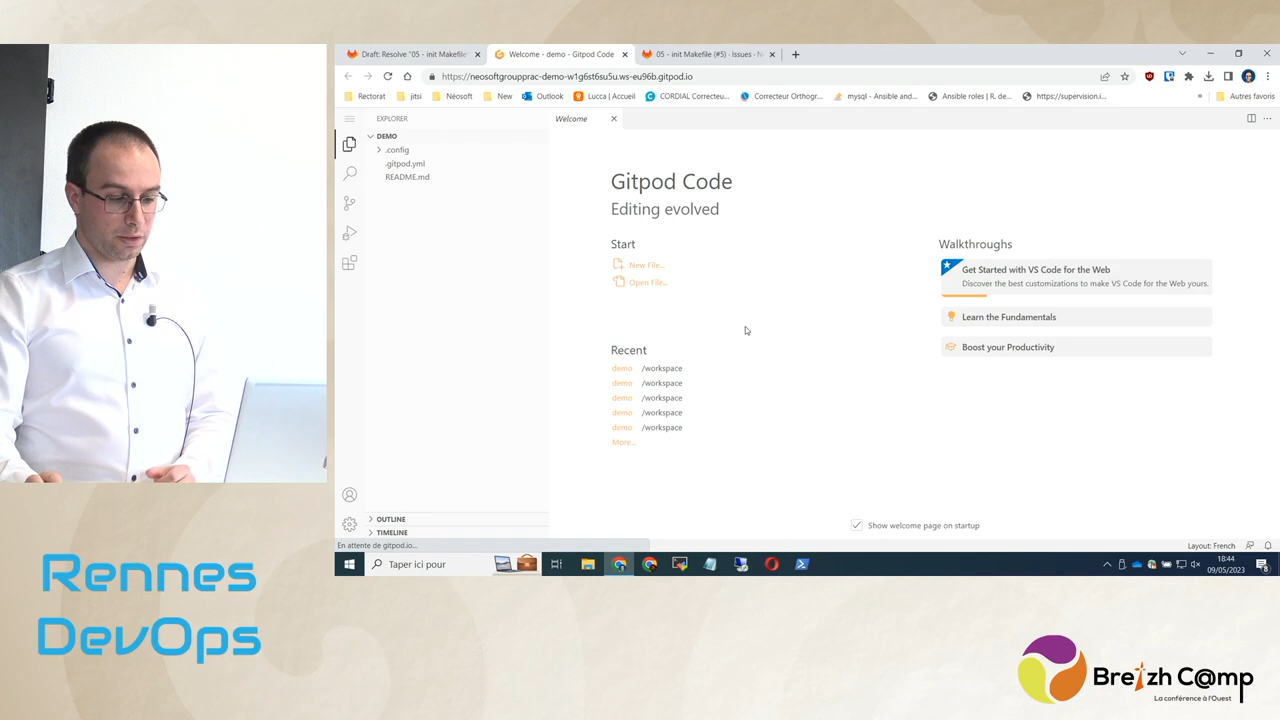 Draft: Resolve "05 - init Makefile"
Welcome - demo - Gitpod Code
05 - init Makefile (#5) · Issues · N
https://neosoftgroupprac-demo-w1g6st6su5u.ws-eu96b.gitpod.io
Rectorat
jitsi
Néosoft
New
Outlook
Lucca | Accueil
CORDIAL Correcteu...
Correcteur Orthogr...
mysql - Ansible and...
Ansible roles | R. de...
https://supervision.i...
»
Autres favoris
EXPLORER
Welcome
DEMO
.config
.gitpod.yml
README.md
Gitpod Code
Editing evolved
Start
New File...
Open File...
Recent
demo /workspace
demo /workspace
demo /workspace
demo /workspace
demo /workspace
More...
Walkthroughs
Get Started with VS Code for the Web
Discover the best customizations to make VS Code for the Web yours.
Learn the Fundamentals
Boost your Productivity
Show welcome page on startup
OUTLINE
TIMELINE
En attente de gitpod.io...
Layout: French
Taper ici pour
18:44
09/05/2023
Rennes
DevOps
Breizh C@mp
La conférence à l'Ouest